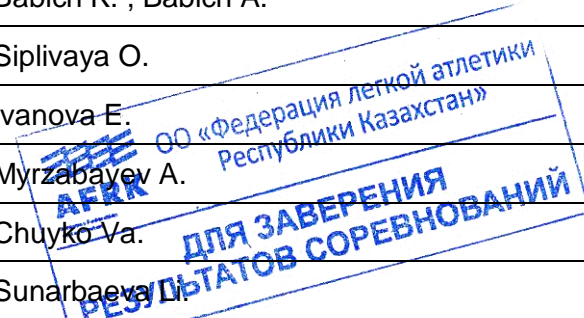 Babich K. , Babich A.
Siplivaya O.
Ivanova E.
Myrzabayev A.
Chuyko Va.
Sunarbaeva Li.
ОО «Федерация легкой атлетики
Республики Казахстан»
AFRK
ДЛЯ ЗАВЕРЕНИЯ
РЕЗУЛЬТАТОВ СОРЕВНОВАНИЙ